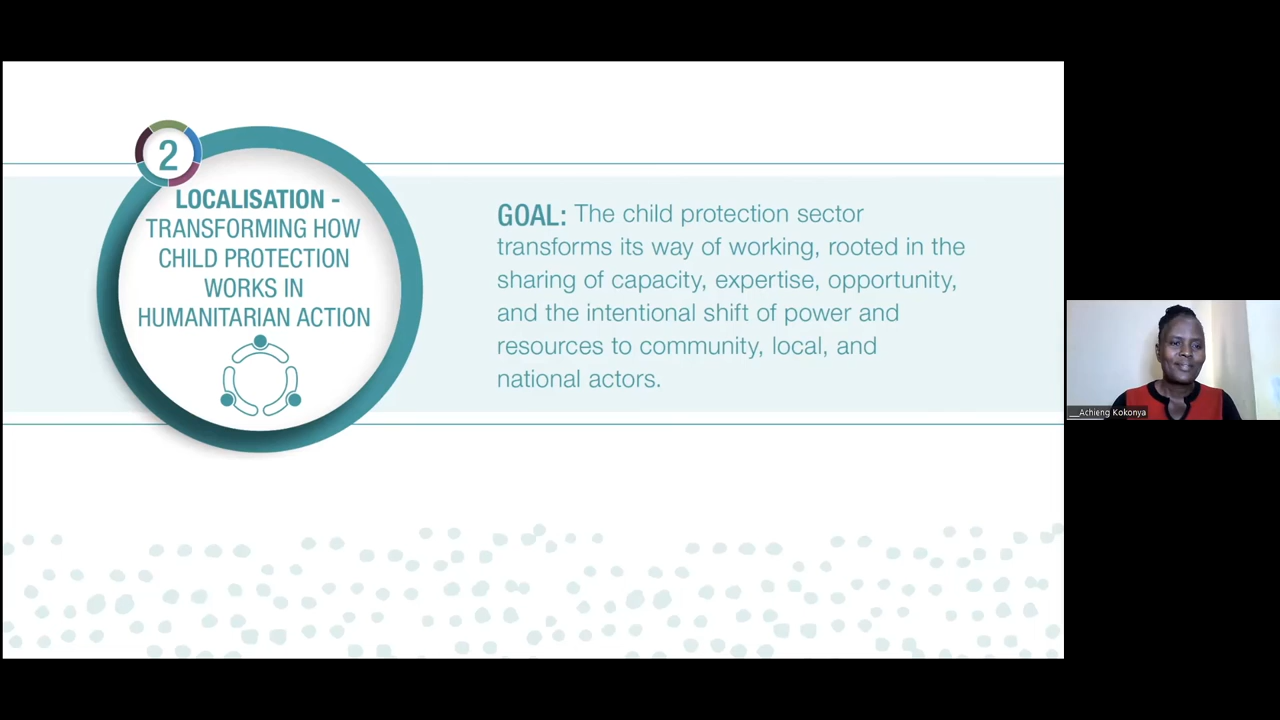 2
LOCALISATION -
TRANSFORMING HOW
CHILD PROTECTION
WORKS IN
HUMANITARIAN ACTION
GOAL: The child protection sector
transforms its way of working, rooted in the
sharing of capacity, expertise, opportunity,
and the intentional shift of power and
resources to community, local, and
national actors.
__Achieng Kokonya